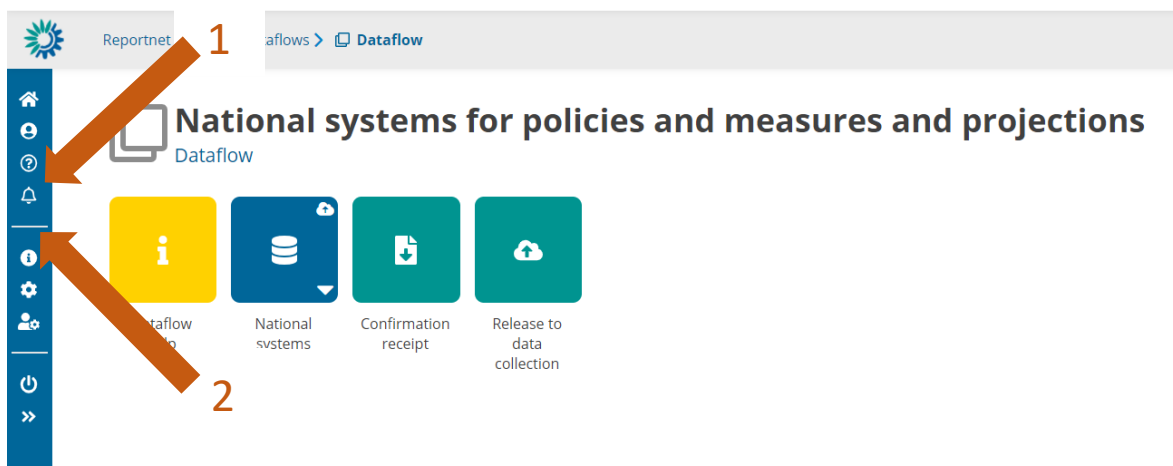 1
Reportnet aflows > Dataflow
National systems for policies and measures and projections
Dataflow
i
taflow
National
systems
Confirmation
receipt
Release to
data
collection
2